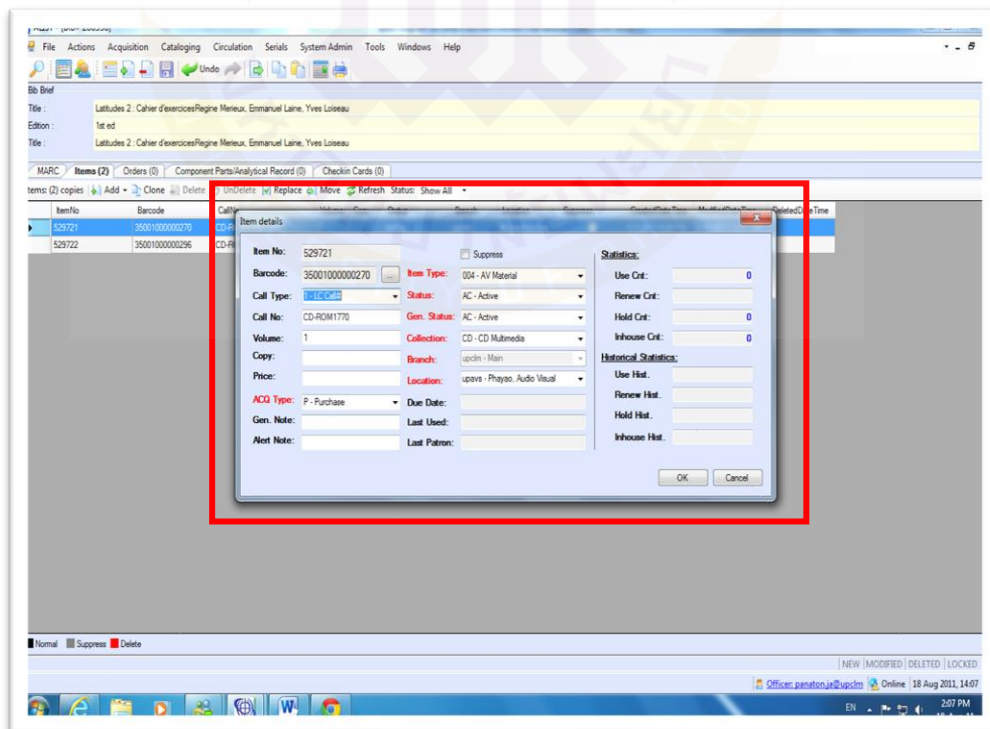 File Actions Acquisition Cataloging Circulation Serials System Admin Tools Windows Help
Undo
Bib Brief
Title : Latitudes 2 : Cahier d'exercicesRegine Merieux, Emmanuel Laine, Yves Loiseau
Edition : 1st ed
Title : Latitudes 2 : Cahier d'exercicesRegine Merieux, Emmanuel Laine, Yves Loiseau
MARC Items (2) Orders (0) Component Parts/Analytical Record (0) Checkin Cards (0)
tems: (2) copies Add Clone Delete UnDelete Replace Move Refresh Status: Show All
ItemNo Barcode DeletedDateTime
529721 35001000000270
529722 35001000000296
Item details
Item No: 529721 Suppress Statistics:
Barcode: 35001000000270 ... Item Type: 004 - AV Material Use Cnt: 0
Call Type: 1 - LC Call# Status: AC - Active Renew Cnt:
Call No: CD-ROM1770 Gen. Status: AC - Active Hold Cnt: 0
Volume: 1 Collection: CD - CD Multimedia Inhouse Cnt: 0
Copy: Branch: upclm - Main Historical Statistics:
Price: Location: upavs - Phayao, Audio Visual Use Hist.
ACQ Type: P - Purchase Due Date: Renew Hist.
Gen. Note: Last Used: Hold Hist.
Alert Note: Last Patron: Inhouse Hist.
OK Cancel
Normal Suppress Delete
NEW MODIFIED DELETED LOCKED
Officer: panaton.ja@upclm Online 18 Aug 2011, 14:07
EN 2:07 PM